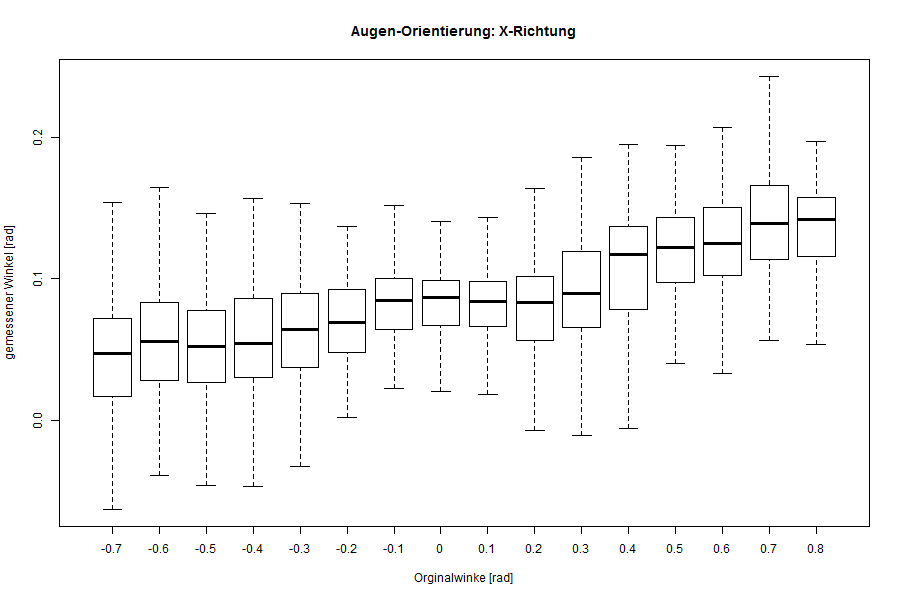 Augen-Orientierung: X-Richtung
gemessener Winkel [rad]
0.2
0.1
0.0
-0.7 -0.6 -0.5 -0.4 -0.3 -0.2 -0.1 0 0.1 0.2 0.3 0.4 0.5 0.6 0.7 0.8
Orginalwinke [rad]